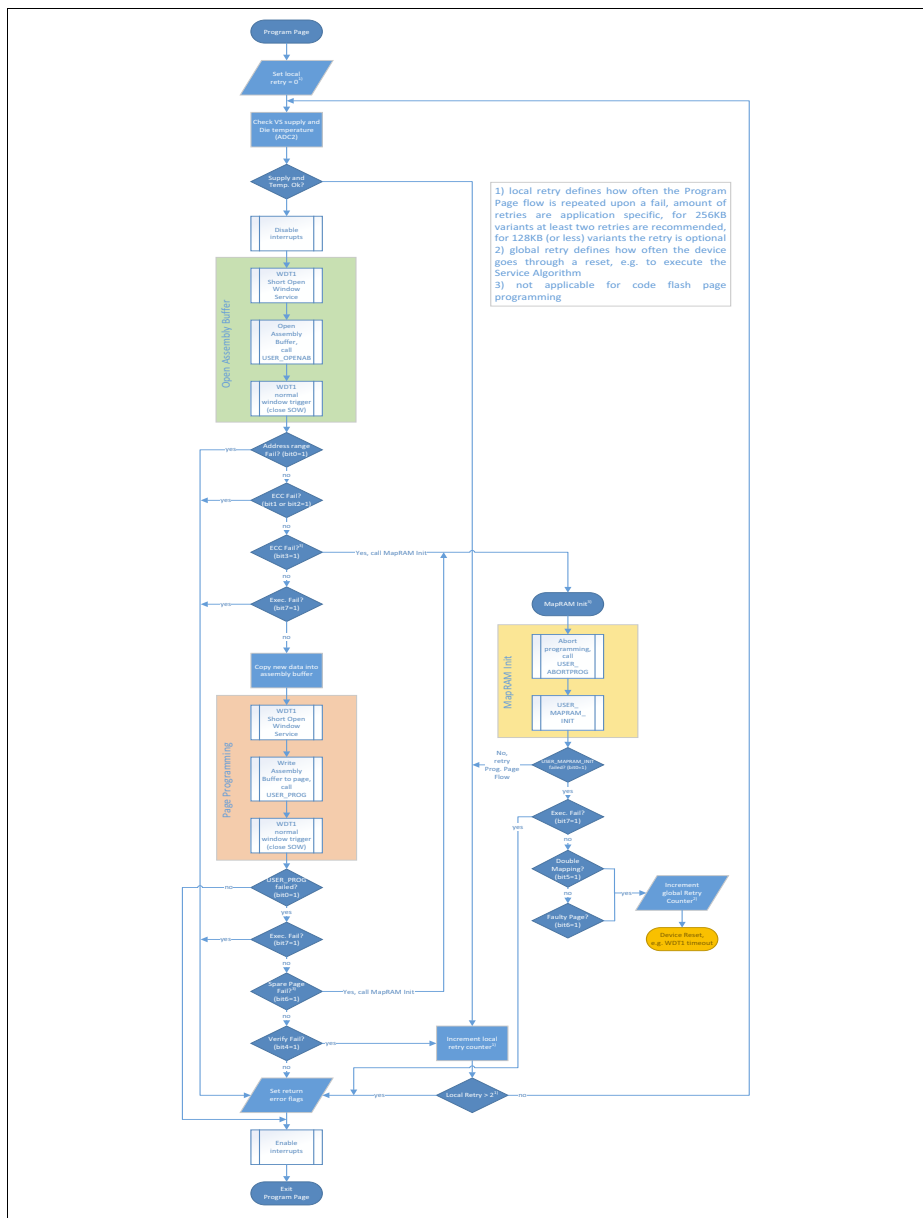 Program Page
Set local
retry = 0¹⁾
Check VS supply and
Die temperature
(ADC2)
Supply and
Temp. Ok?
1) local retry defines how often the Program
Page flow is repeated upon a fail, amount of
retries are application specific, for 256KB
variants at least two retries are recommended,
for 128KB (or less) variants the retry is optional
2) global retry defines how often the device
goes through a reset, e.g. to execute the
Service Algorithm
3) not applicable for code flash page
programming
Disable
interrupts
Open Assembly Buffer
WDT1
Short Open
Window
Service
Open
Assembly
Buffer,
call
USER_OPENAB
WDT1
normal
window trigger
(close SOW)
Address range
Fail? (bit0=1)
yes
no
ECC Fail?
(bit1 or bit2=1)
yes
no
ECC Fail?³⁾
(bit3=1)
Yes, call MapRAM Init
no
Exec. Fail?
(bit7=1)
yes
no
Copy new data into
assembly buffer
Page Programming
WDT1
Short Open
Window
Service
Write
Assembly
Buffer to page,
call
USER_PROG
WDT1
normal
window trigger
(close SOW)
USER_PROG
failed?
(bit0=1)
no
yes
Exec. Fail?
(bit7=1)
yes
no
Spare Page
Fail?³⁾
(bit6=1)
Yes, call MapRAM Init
no
Verify Fail?
(bit4=1)
yes
no
MapRAM Init³⁾
MapRAM Init
Abort
programming,
call
USER_
ABORTPROG
USER_
MAPRAM_
INIT
USER_MAPRAM_INIT
failed? (bit0=1)
No,
retry
Prog. Page
Flow
yes
Exec. Fail?
(bit7=1)
yes
no
Double
Mapping?
(bit5=1)
no
Faulty Page?
(bit6=1)
yes
Increment
global Retry
Counter²⁾
Device Reset,
e.g. WDT1 timeout
Increment local
retry counter¹⁾
Local Retry > 2¹⁾
yes
no
Set return
error flags
Enable
interrupts
Exit
Program Page